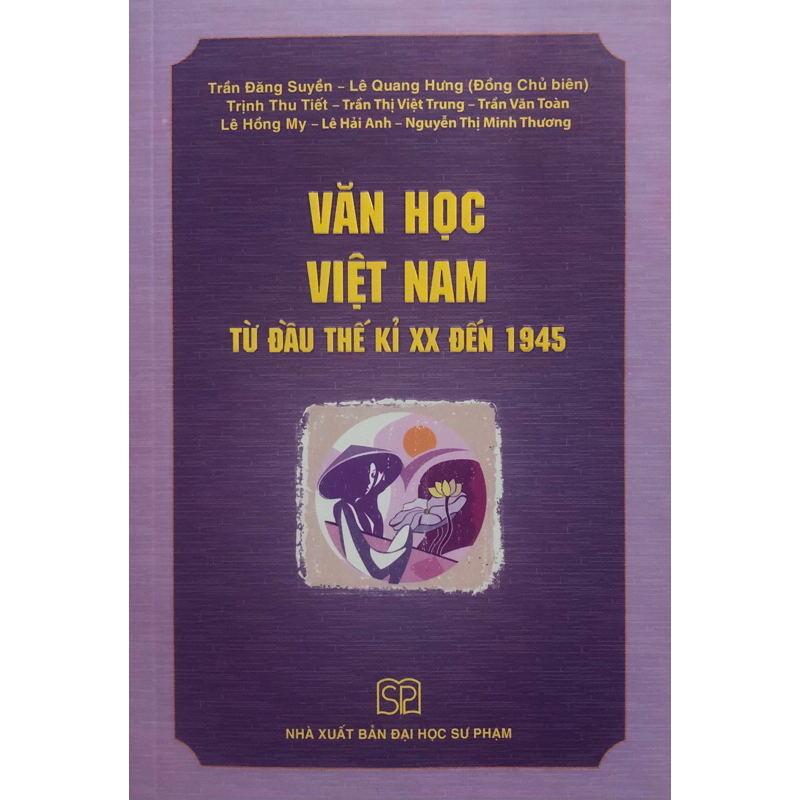 Trần Đăng Suyền – Lê Quang Hưng (Đồng Chủ biên)
Trịnh Thu Tiết – Trần Thị Việt Trung – Trần Văn Toàn
Lê Hồng My – Lê Hải Anh – Nguyễn Thị Minh Thương
VĂN HỌC
VIỆT NAM
TỪ ĐẦU THẾ KỈ XX ĐẾN 1945
SP
NHÀ XUẤT BẢN ĐẠI HỌC SƯ PHẠM